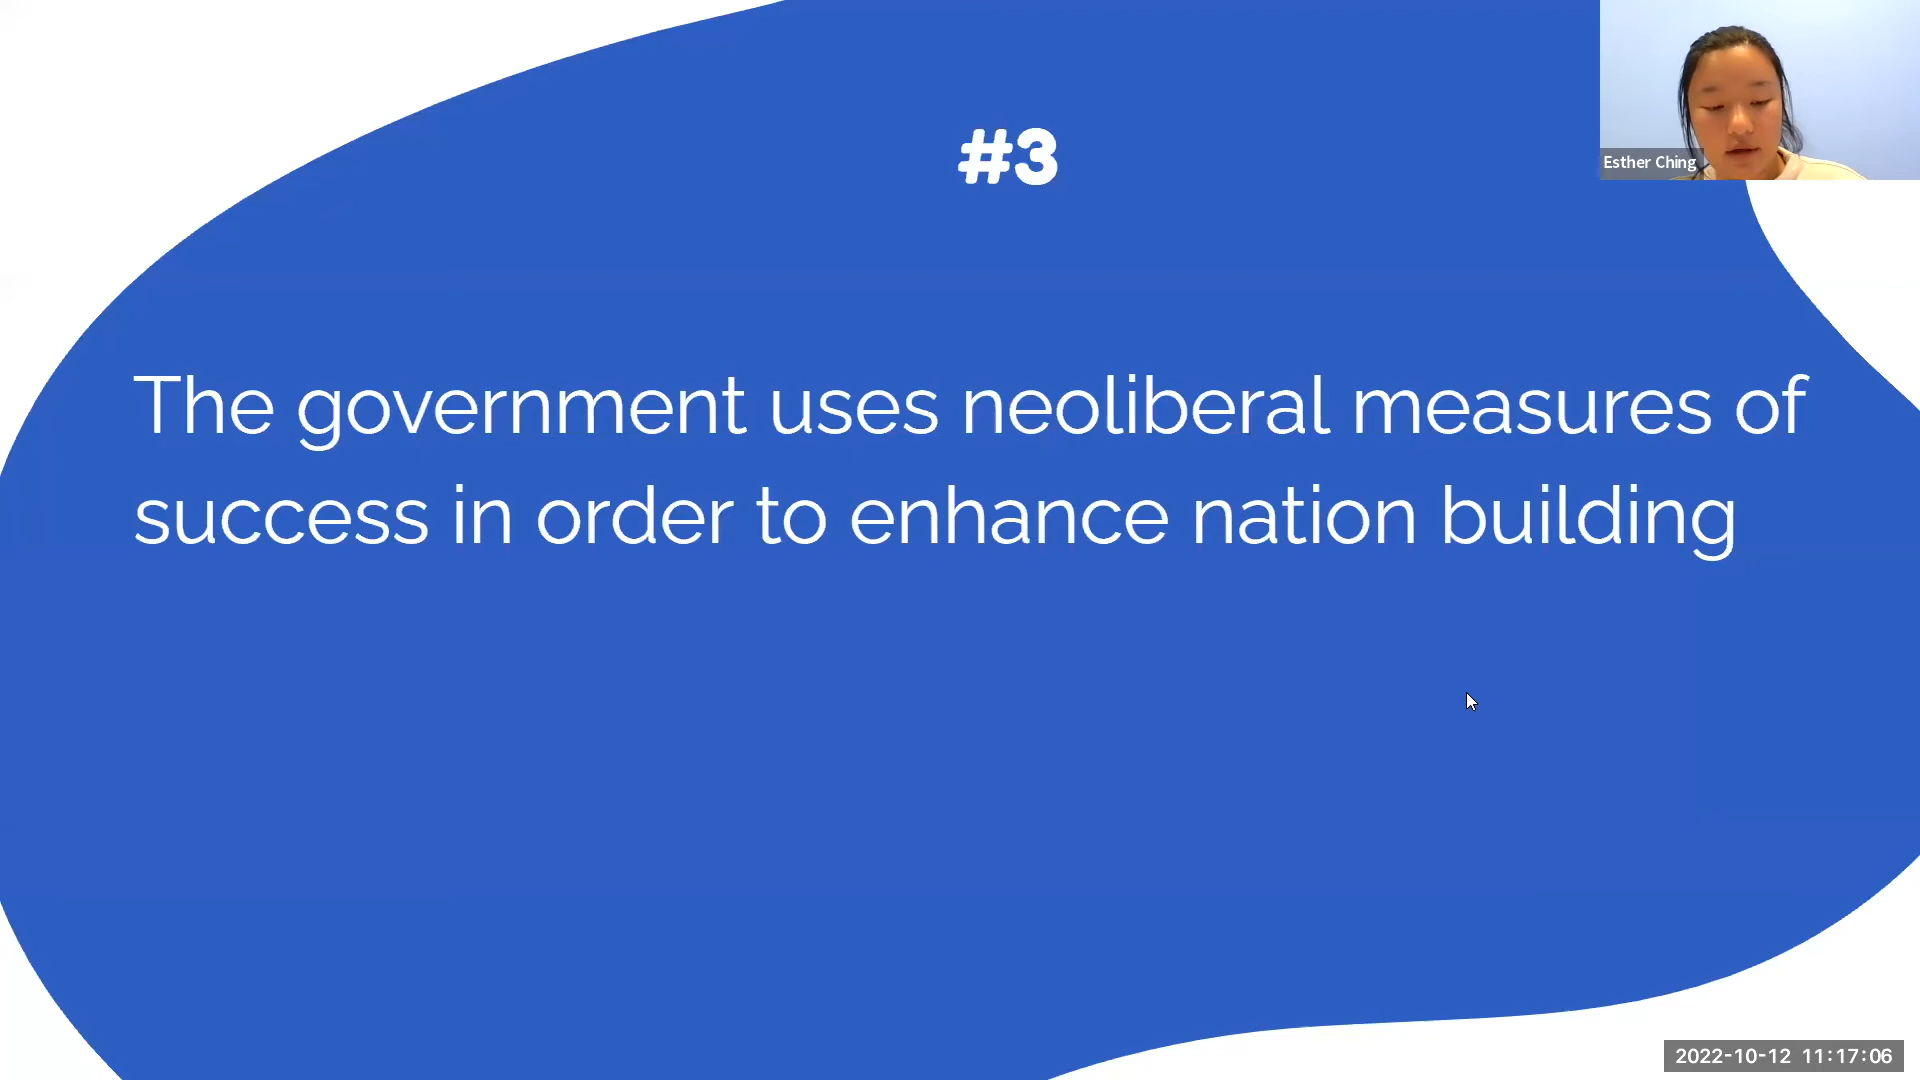 #3
Esther Ching
The government uses neoliberal measures of
success in order to enhance nation building
2022-10-12 11:17:06